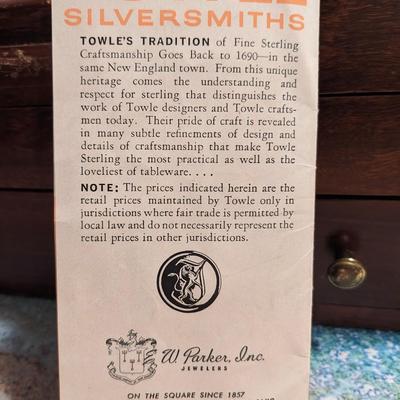 SILVERSMITHS
TOWLE'S TRADITION of Fine Sterling
Craftsmanship Goes Back to 1690—in the
same New England town. From this unique
heritage comes the understanding and
respect for sterling that distinguishes the
work of Towle designers and Towle crafts-
men today. Their pride of craft is revealed
in many subtle refinements of design and
details of craftsmanship that make Towle
Sterling the most practical as well as the
loveliest of tableware. . . .
NOTE: The prices indicated herein are the
retail prices maintained by Towle only in
jurisdictions where fair trade is permitted by
local law and do not necessarily represent the
retail prices in other jurisdictions.
W. Parker, Inc.
JEWELERS
ON THE SQUARE SINCE 1857